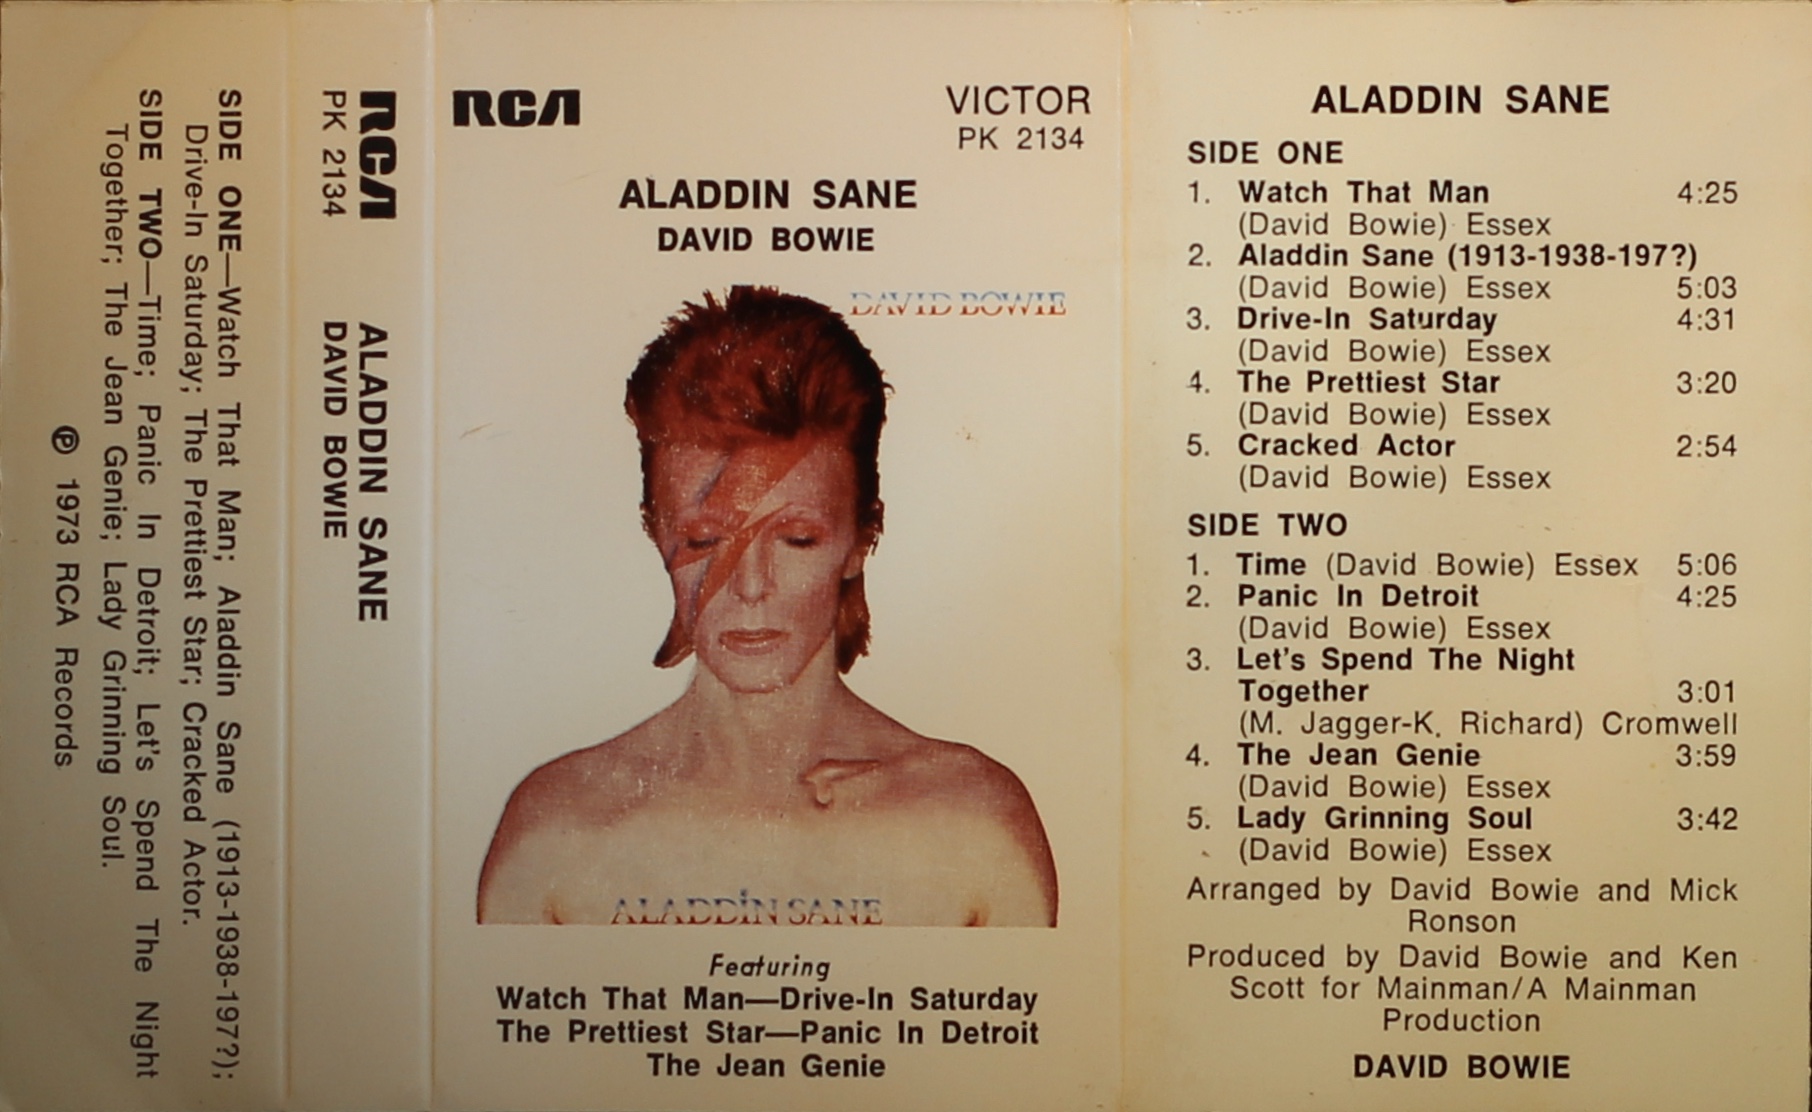 SIDE ONE—Watch That Man; Aladdin Sane (1913-1938-197?);
Drive-In Saturday; The Prettiest Star; Cracked Actor.
SIDE TWO—Time; Panic In Detroit; Let's Spend The Night
Together; The Jean Genie; Lady Grinning Soul.
℗ 1973 RCA Records
RCA
PK 2134
ALADDIN SANE
DAVID BOWIE
RCA
VICTOR
PK 2134
ALADDIN SANE
DAVID BOWIE
DAVID BOWIE
ALADDIN SANE
Featuring
Watch That Man—Drive-In Saturday
The Prettiest Star—Panic In Detroit
The Jean Genie
ALADDIN SANE
SIDE ONE
1. Watch That Man 4:25
(David Bowie) Essex
2. Aladdin Sane (1913-1938-197?)
(David Bowie) Essex 5:03
3. Drive-In Saturday 4:31
(David Bowie) Essex
4. The Prettiest Star 3:20
(David Bowie) Essex
5. Cracked Actor 2:54
(David Bowie) Essex
SIDE TWO
1. Time (David Bowie) Essex 5:06
2. Panic In Detroit 4:25
(David Bowie) Essex
3. Let's Spend The Night
Together 3:01
(M. Jagger-K. Richard) Cromwell
4. The Jean Genie 3:59
(David Bowie) Essex
5. Lady Grinning Soul 3:42
(David Bowie) Essex
Arranged by David Bowie and Mick
Ronson
Produced by David Bowie and Ken
Scott for Mainman/A Mainman
Production
DAVID BOWIE